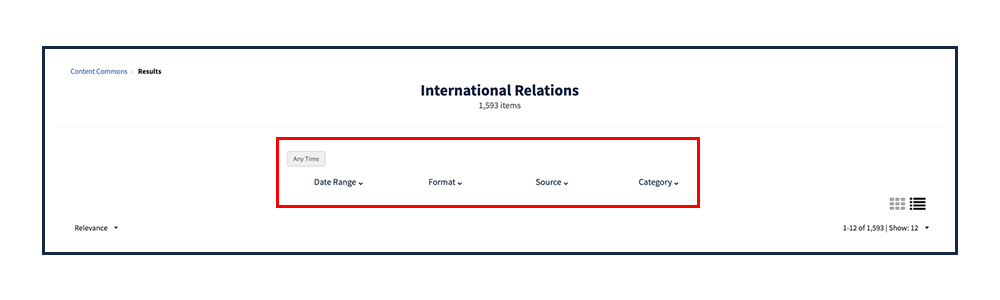 Content Commons › Results
International Relations
1,593 items
Any Time
Date Range Format Source Category
Relevance 1-12 of 1,593 | Show: 12